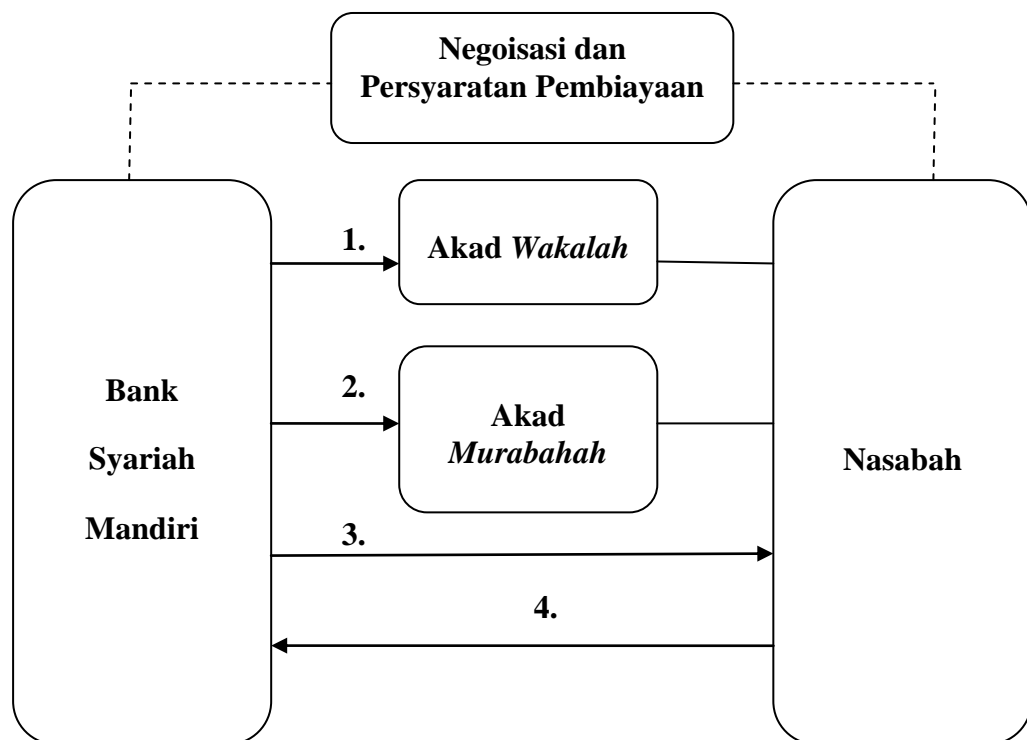 Negoisasi dan
Persyaratan Pembiayaan
1.
Akad Wakalah
2.
Akad
Murabahah
Bank
Syariah
Mandiri
Nasabah
3.
4.